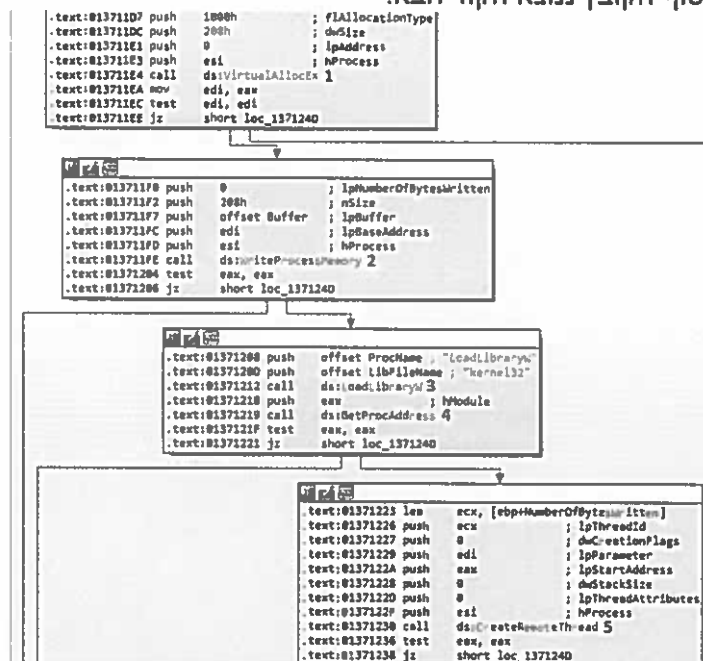 סוף הקובץ נמצא הקוד הבא:
.text:013711D7 push 1000h ; flAllocationType
.text:013711DC push 208h ; dwSize
.text:013711E1 push 0 ; lpAddress
.text:013711E3 push esi ; hProcess
.text:013711E4 call ds:VirtualAllocEx 1
.text:013711EA mov edi, eax
.text:013711EC test edi, edi
.text:013711EE jz short loc_1371240
.text:013711F0 push 0 ; lpNumberOfBytesWritten
.text:013711F2 push 208h ; nSize
.text:013711F7 push offset Buffer ; lpBuffer
.text:013711FC push edi ; lpBaseAddress
.text:013711FD push esi ; hProcess
.text:013711FE call ds:WriteProcessMemory 2
.text:01371204 test eax, eax
.text:01371206 jz short loc_1371240
.text:01371208 push offset ProcName ; "LoadLibraryW"
.text:0137120D push offset LibFileName ; "kernel32"
.text:01371212 call ds:LoadLibraryW 3
.text:01371218 push eax ; hModule
.text:01371219 call ds:GetProcAddress 4
.text:0137121F test eax, eax
.text:01371221 jz short loc_1371240
.text:01371223 lea ecx, [ebp+NumberOfBytesWritten]
.text:01371226 push ecx ; lpThreadId
.text:01371227 push 0 ; dwCreationFlags
.text:01371229 push edi ; lpParameter
.text:0137122A push eax ; lpStartAddress
.text:0137122B push 0 ; dwStackSize
.text:0137122D push 0 ; lpThreadAttributes
.text:0137122F push esi ; hProcess
.text:01371230 call ds:CreateRemoteThread 5
.text:01371236 test eax, eax
.text:01371238 jz short loc_1371240